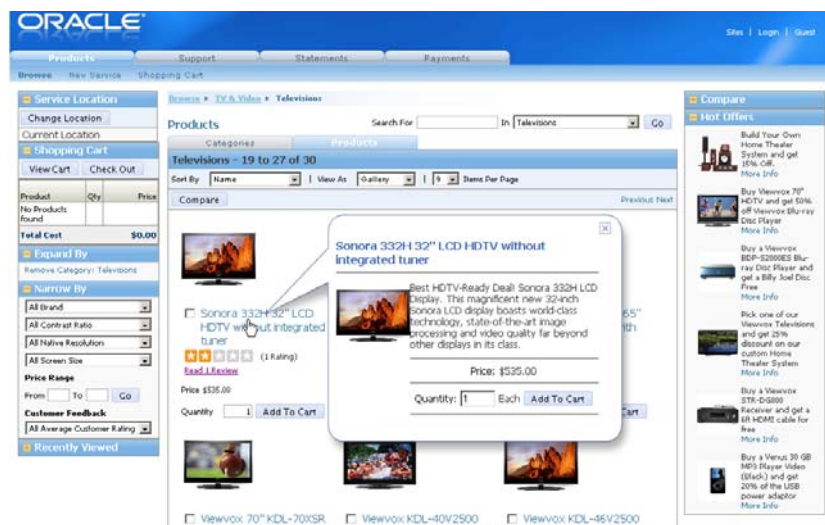 ORACLE
Sites | Login | Guest
Products Support Statements Payments
Browse New Service Shopping Cart
Service Location
Change Location
Current Location
Shopping Cart
View Cart Check Out
Product Qty Price
No Products found
Total Cost $0.00
Expand By
Remove Category: Televisions
Narrow By
All Brand
All Contrast Ratio
All Native Resolution
All Screen Size
Price Range
From To Go
Customer Feedback
All Average Customer Rating
Recently Viewed
Browse TV & Video Televisions
Products Search For In Televisions Go
Categories Products
Televisions - 19 to 27 of 30
Sort By Name | View As Gallery | 9 Items Per Page
Compare Previous Next
Sonora 332H 32" LCD
HDTV without integrated
tuner
(1 Rating)
Read 1 Review
Price $535.00
Quantity 1 Add To Cart
Sonora 332H 32" LCD HDTV without
integrated tuner
Best HDTV-Ready Deal! Sonora 332H LCD
Display. This magnificent new 32-inch
Sonora LCD display boasts world-class
technology, state-of-the-art image
processing and video quality far beyond
other displays in its class.
Price: $535.00
Quantity: 1 Each Add To Cart
65"
ith
Cart
Viewvox 70" KDL-70XSR
Viewvox KDL-40V2500
Viewvox KDL-46V2500
Compare
Hot Offers
Build Your Own
Home Theater
System and get
15% Off.
More Info
Buy Viewvox 70"
HDTV and get 50%
off Viewvox Blu-ray
Disc Player
More Info
Buy a Viewvox
BDP-S2000ES Blu-
ray Disc Player and
get a Billy Joel Disc
Free
More Info
Pick one of our
Viewvox Televisions
and get 25%
discount on our
custom Home
Theater System
More Info
Buy a Viewvox
STR-DG800
Receiver and get a
6ft HDMI cable for
free
More Info
Buy a Venus 30 GB
MP3 Player Video
(Black) and get
20% of the USB
power adaptor
More Info